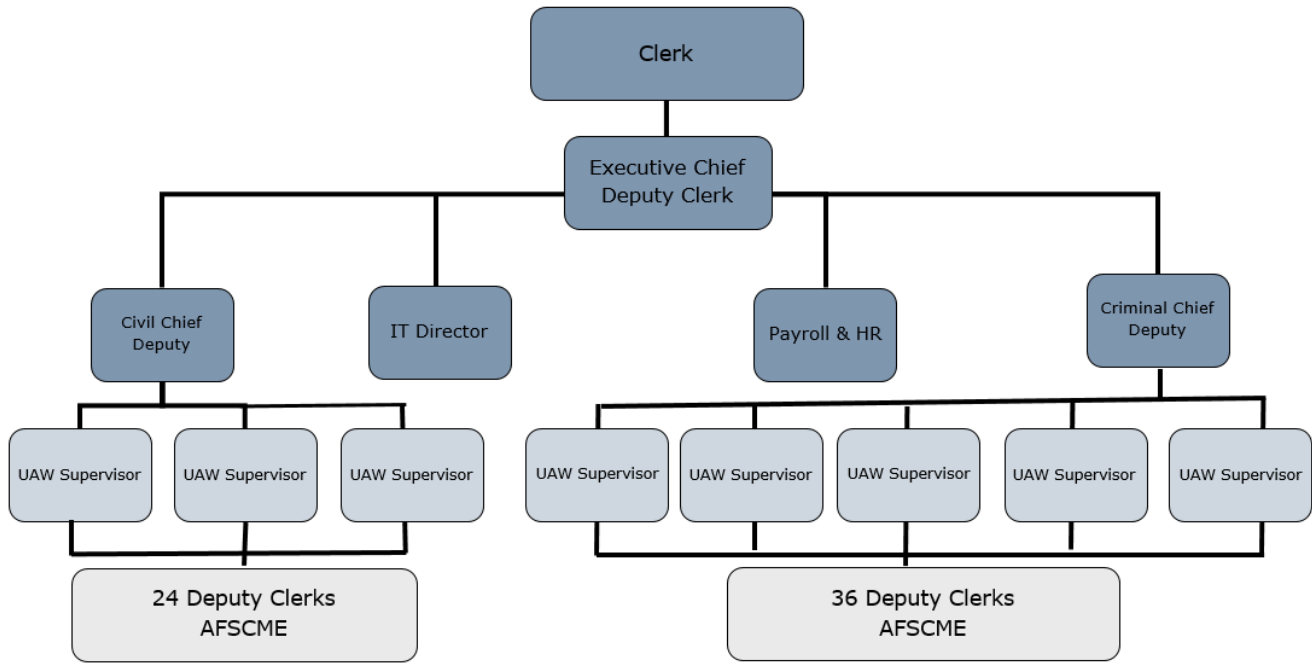 Clerk
Executive Chief
Deputy Clerk
Civil Chief
Deputy
IT Director
Payroll & HR
Criminal Chief
Deputy
UAW Supervisor
UAW Supervisor
UAW Supervisor
UAW Supervisor
UAW Supervisor
UAW Supervisor
UAW Supervisor
UAW Supervisor
24 Deputy Clerks
AFSCME
36 Deputy Clerks
AFSCME